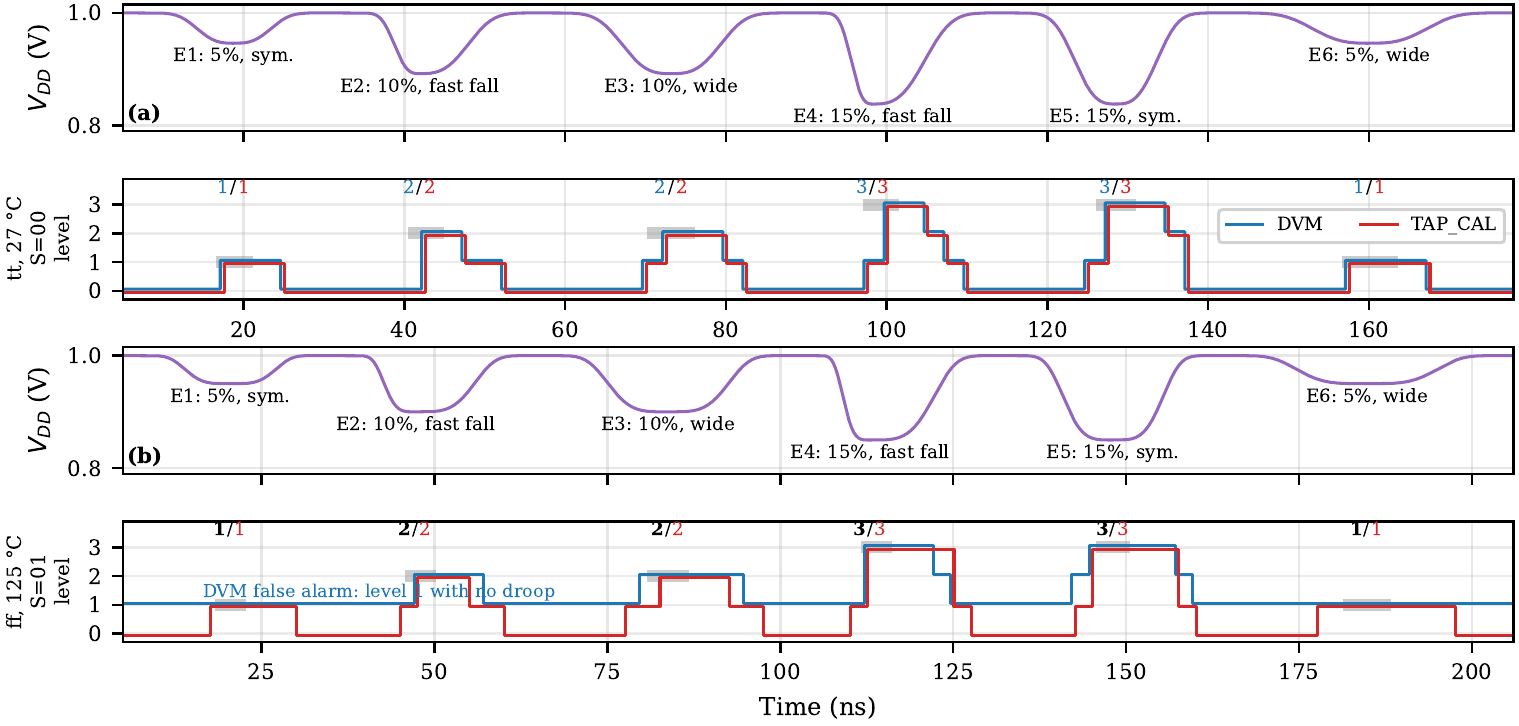 1.0
0.8
V_DD (V)
E1: 5%, sym.
E2: 10%, fast fall
E3: 10%, wide
E4: 15%, fast fall
E5: 15%, sym.
E6: 5%, wide
(a)
1/1 2/2 2/2 3/3 3/3 1/1
tt, 27 °C
S=00
level
3
2
1
0
DVM
TAP_CAL
20 40 60 80 100 120 140 160
1.0
0.8
V_DD (V)
E1: 5%, sym.
E2: 10%, fast fall
E3: 10%, wide
E4: 15%, fast fall
E5: 15%, sym.
E6: 5%, wide
(b)
1/1 2/2 2/2 3/3 3/3 1/1
ff, 125 °C
S=01
level
3
2
1
0
DVM false alarm: level 1 with no droop
25 50 75 100 125 150 175 200
Time (ns)